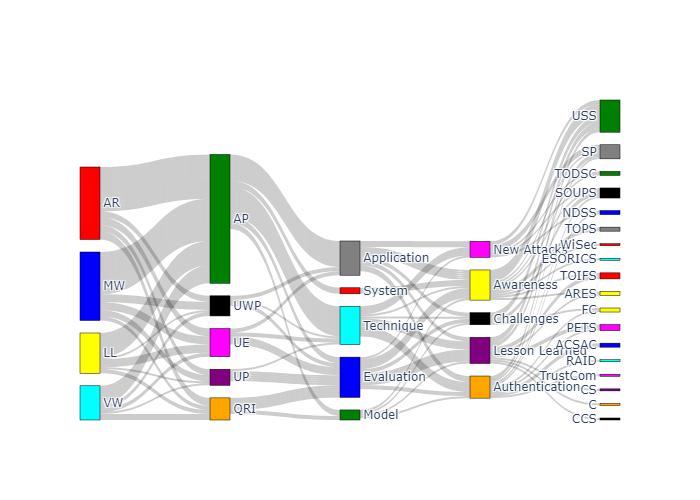 AR
MW
LL
VW
AP
UWP
UE
UP
QRI
Application
System
Technique
Evaluation
Model
New Attacks
Awareness
Challenges
Lesson Learned
Authentication
USS
SP
TODSC
SOUPS
NDSS
TOPS
WiSec
ESORICS
TOIFS
ARES
FC
PETS
ACSAC
RAID
TrustCom
CS
C
CCS